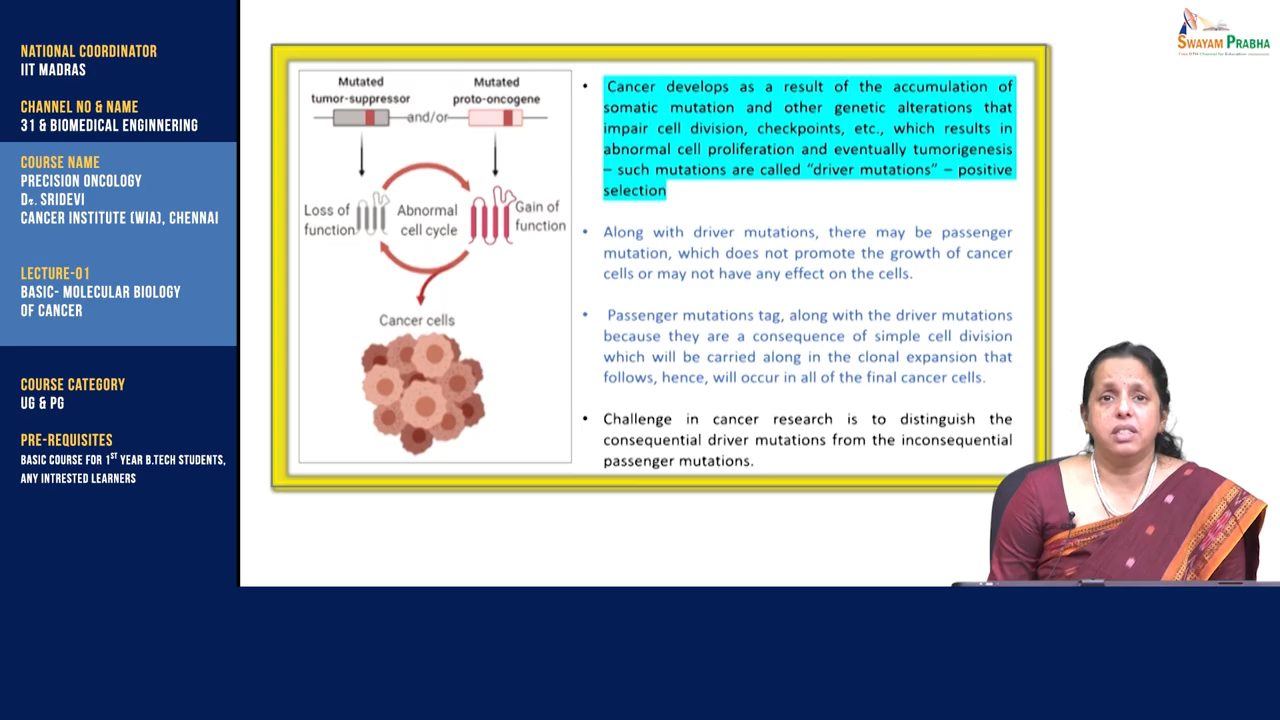 NATIONAL COORDINATOR
IIT MADRAS
CHANNEL NO & NAME
31 & BIOMEDICAL ENGINNERING
COURSE NAME
PRECISION ONCOLOGY
DR. SRIDEVI
CANCER INSTITUTE (WIA), CHENNAI
LECTURE-01
BASIC- MOLECULAR BIOLOGY
OF CANCER
COURSE CATEGORY
UG & PG
PRE-REQUISITES
BASIC COURSE FOR 1ST YEAR B.TECH STUDENTS,
ANY INTRESTED LEARNERS
Mutated
tumor-suppressor
Mutated
proto-oncogene
and/or
Loss of
function
Abnormal
cell cycle
Gain of
function
Cancer cells
• Cancer develops as a result of the accumulation of
somatic mutation and other genetic alterations that
impair cell division, checkpoints, etc., which results in
abnormal cell proliferation and eventually tumorigenesis
– such mutations are called “driver mutations” – positive
selection
• Along with driver mutations, there may be passenger
mutation, which does not promote the growth of cancer
cells or may not have any effect on the cells.
• Passenger mutations tag, along with the driver mutations
because they are a consequence of simple cell division
which will be carried along in the clonal expansion that
follows, hence, will occur in all of the final cancer cells.
• Challenge in cancer research is to distinguish the
consequential driver mutations from the inconsequential
passenger mutations.
SWAYAM PRABHA